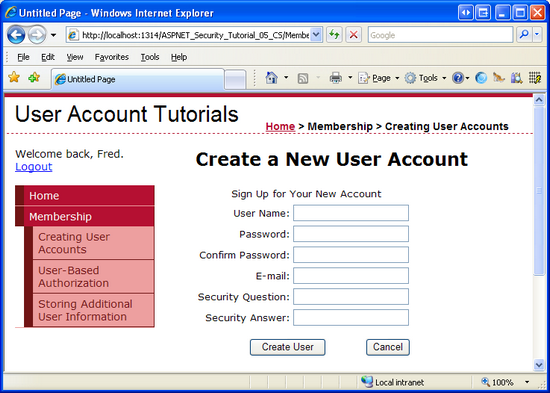 Untitled Page - Windows Internet Explorer
http://localhost:1314/ASPNET_Security_Tutorial_05_CS/Membe
Google
File Edit View Favorites Tools Help
Untitled Page
Page Tools
User Account Tutorials
Home > Membership > Creating User Accounts
Welcome back, Fred.
Logout
Home
Membership
Creating User
Accounts
User-Based
Authorization
Storing Additional
User Information
Create a New User Account
Sign Up for Your New Account
User Name:
Password:
Confirm Password:
E-mail:
Security Question:
Security Answer:
Create User Cancel
Local intranet 100%